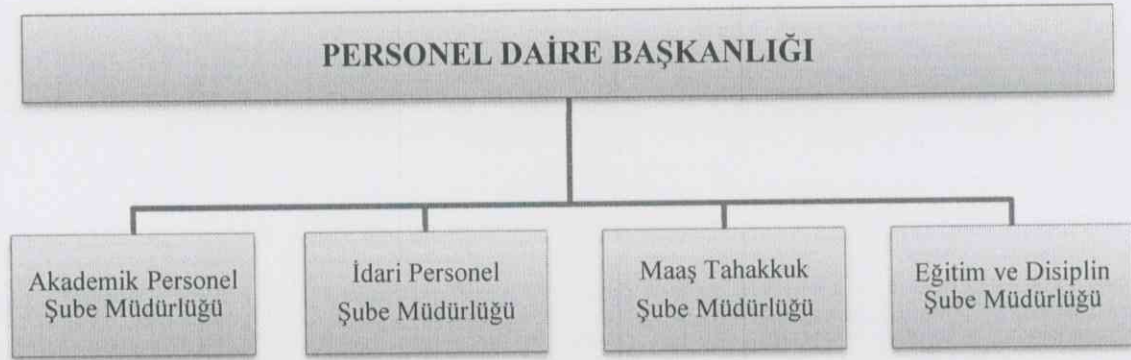 PERSONEL DAİRE BAŞKANLIĞI
Akademik Personel
Şube Müdürlüğü
İdari Personel
Şube Müdürlüğü
Maaş Tahakkuk
Şube Müdürlüğü
Eğitim ve Disiplin
Şube Müdürlüğü